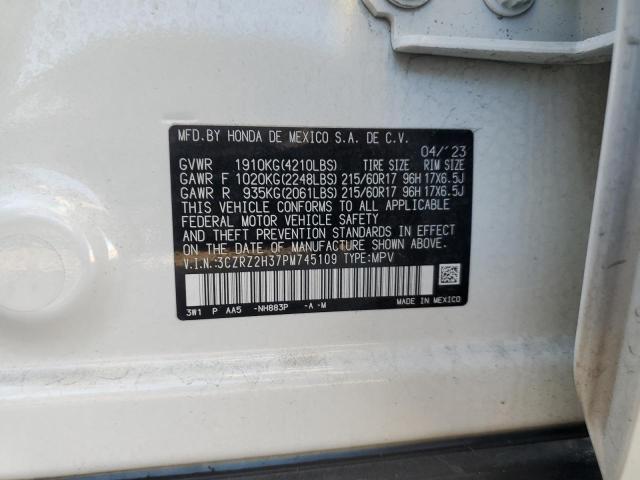 MFD.BY HONDA DE MEXICO S.A. DE C.V.
04/'23
GVWR 1910KG(4210LBS) TIRE SIZE RIM SIZE
GAWR F 1020KG(2248LBS) 215/60R17 96H 17X6.5J
GAWR R 935KG(2061LBS) 215/60R17 96H 17X6.5J
THIS VEHICLE CONFORMS TO ALL APPLICABLE
FEDERAL MOTOR VEHICLE SAFETY
AND THEFT PREVENTION STANDARDS IN EFFECT
ON THE DATE OF MANUFACTURE SHOWN ABOVE.
V.I.N.:3CZRZ2H37PM745109 TYPE:MPV
3W1 P AA5 -NH883P -A -M
MADE IN MEXICO